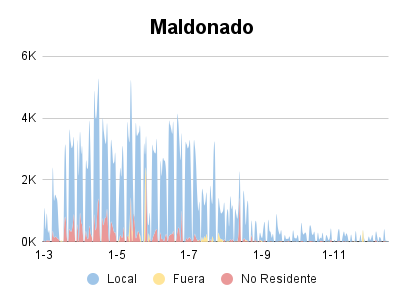 Maldonado
6K
4K
2K
0K
1-3 1-5 1-7 1-9 1-11
Local Fuera No Residente